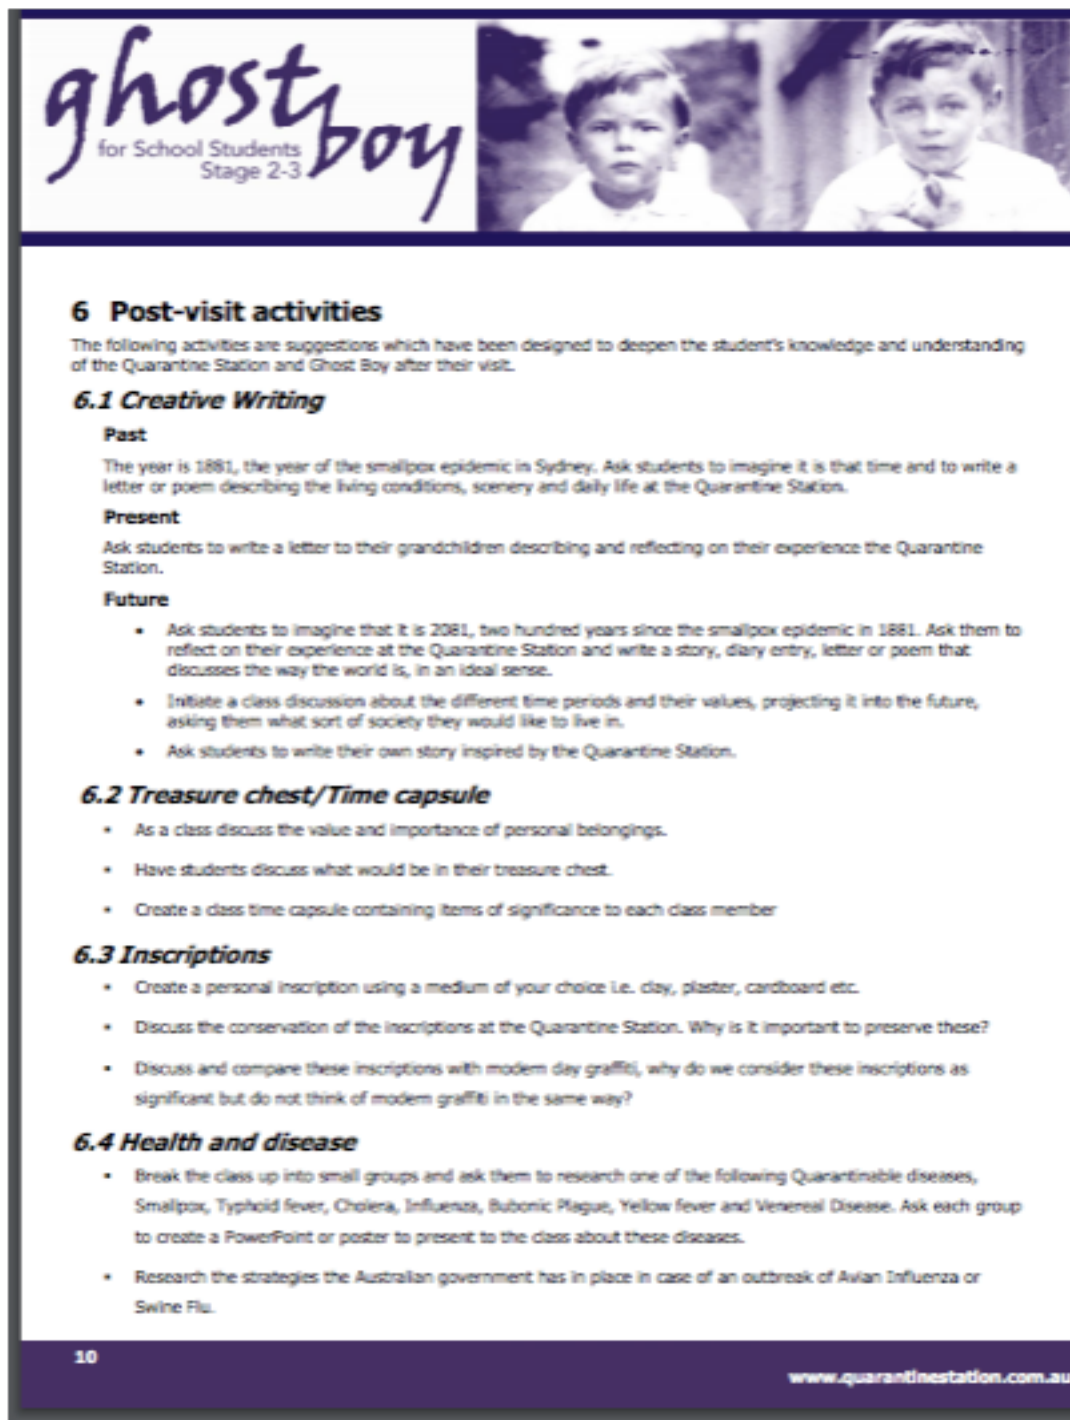 ghost boy
for School Students
Stage 2-3
6 Post-visit activities
The following activities are suggestions which have been designed to deepen the student's knowledge and understanding
of the Quarantine Station and Ghost Boy after their visit.
6.1 Creative Writing
Past
The year is 1881, the year of the smallpox epidemic in Sydney. Ask students to imagine it is that time and to write a
letter or poem describing the living conditions, scenery and daily life at the Quarantine Station.
Present
Ask students to write a letter to their grandchildren describing and reflecting on their experience the Quarantine
Station.
Future
• Ask students to imagine that it is 2081, two hundred years since the smallpox epidemic in 1881. Ask them to
reflect on their experience at the Quarantine Station and write a story, diary entry, letter or poem that
discusses the way the world is, in an ideal sense.
• Initiate a class discussion about the different time periods and their values, projecting it into the future,
asking them what sort of society they would like to live in.
• Ask students to write their own story inspired by the Quarantine Station.
6.2 Treasure chest/Time capsule
• As a class discuss the value and importance of personal belongings.
• Have students discuss what would be in their treasure chest.
• Create a class time capsule containing items of significance to each class member
6.3 Inscriptions
• Create a personal inscription using a medium of your choice i.e. clay, plaster, cardboard etc.
• Discuss the conservation of the inscriptions at the Quarantine Station. Why is it important to preserve these?
• Discuss and compare these inscriptions with modern day graffiti, why do we consider these inscriptions as
significant but do not think of modern graffiti in the same way?
6.4 Health and disease
• Break the class up into small groups and ask them to research one of the following Quarantinable diseases,
Smallpox, Typhoid fever, Cholera, Influenza, Bubonic Plague, Yellow fever and Venereal Disease. Ask each group
to create a PowerPoint or poster to present to the class about these diseases.
• Research the strategies the Australian government has in place in case of an outbreak of Avian Influenza or
Swine Flu.
10
www.quarantinestation.com.au